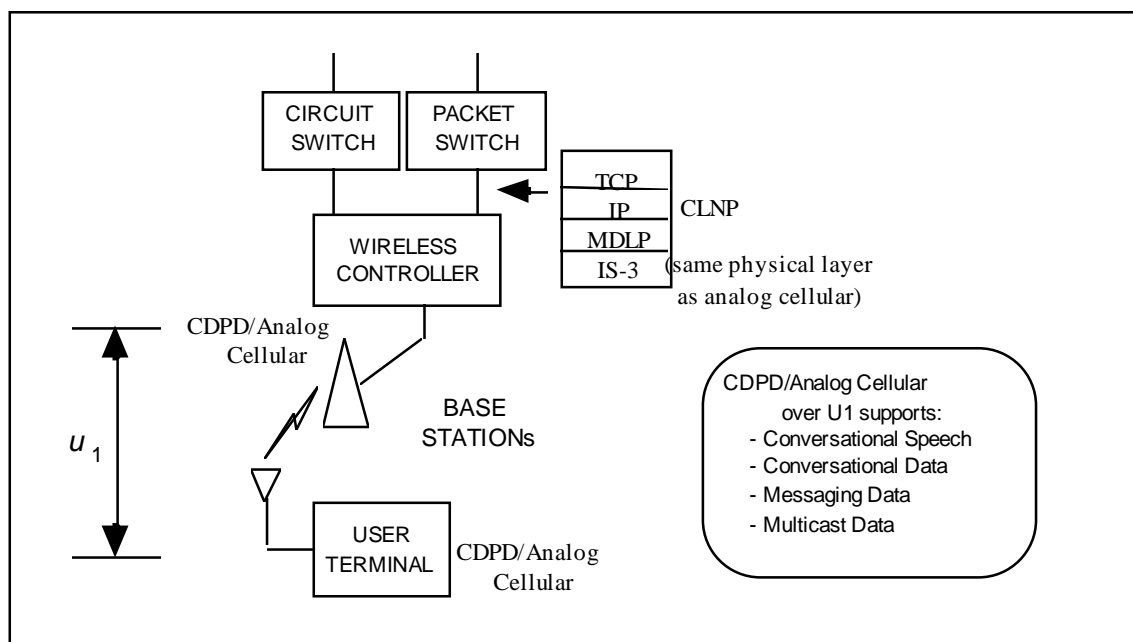 CIRCUIT
SWITCH
PACKET
SWITCH
TCP
IP
MDLP
IS-3
CLNP
(same physical layer
as analog cellular)
WIRELESS
CONTROLLER
CDPD/Analog
Cellular
BASE
STATIONs
u 1
USER
TERMINAL
CDPD/Analog
Cellular
CDPD/Analog Cellular
over U1 supports:
- Conversational Speech
- Conversational Data
- Messaging Data
- Multicast Data